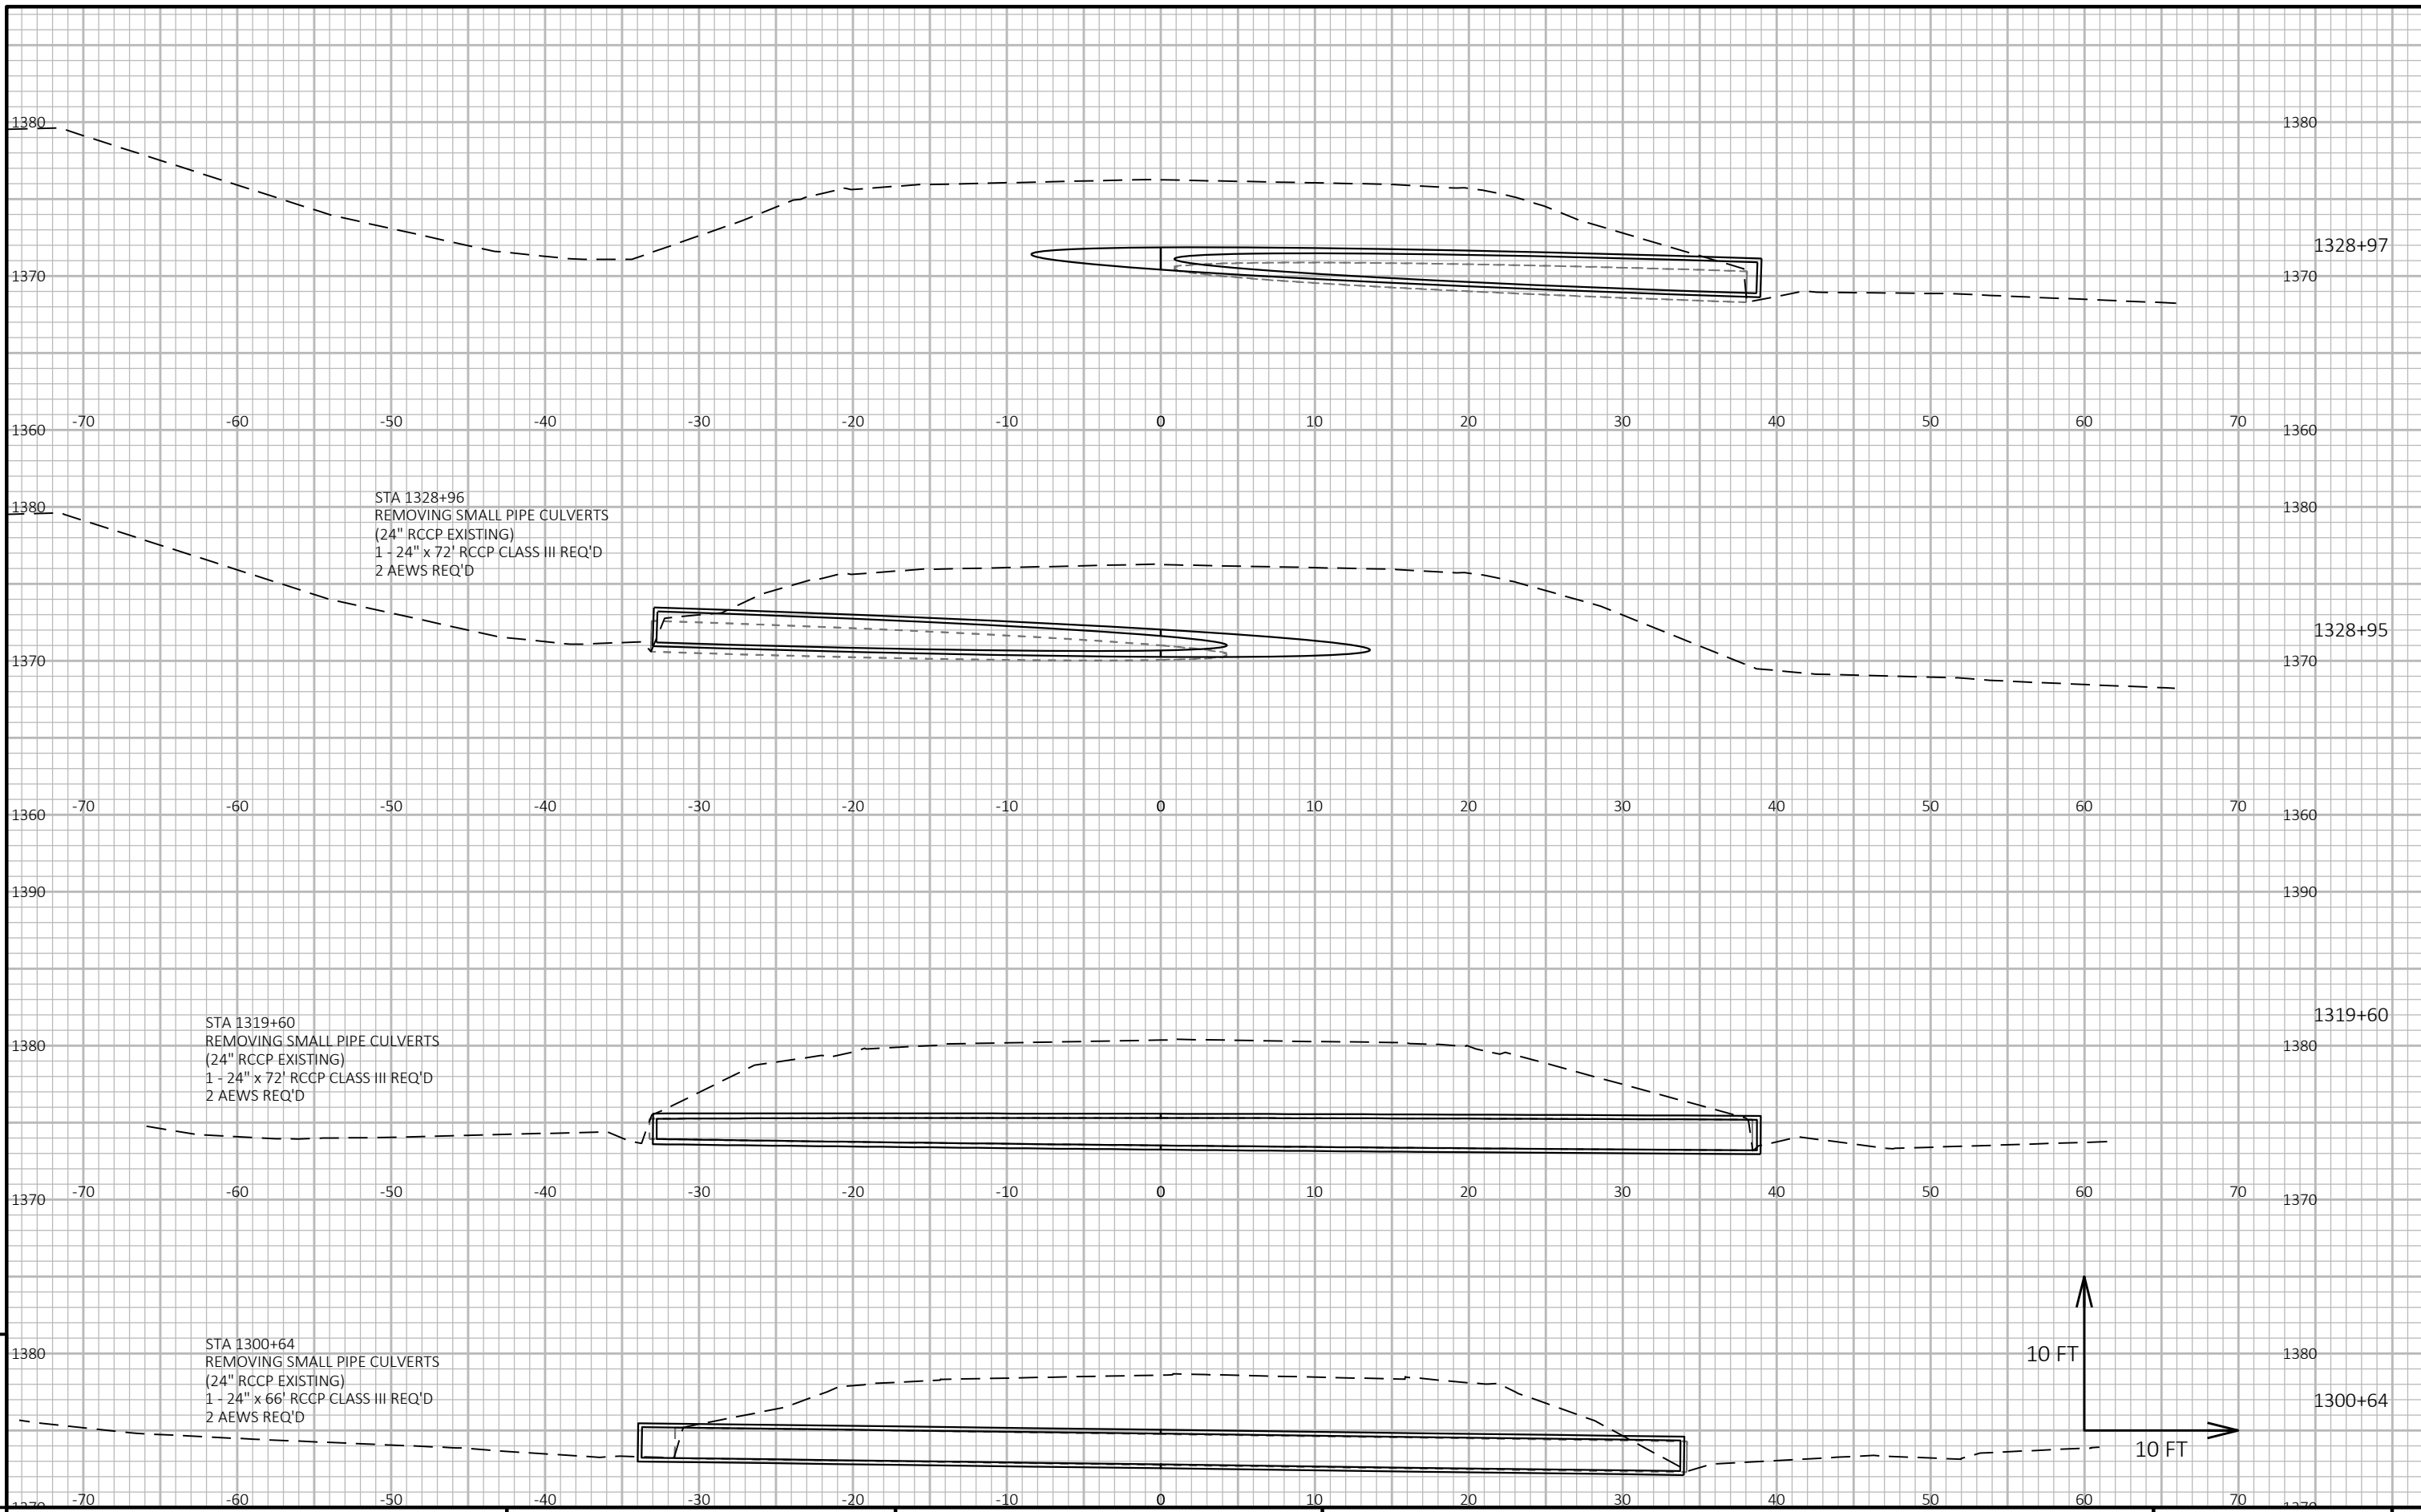 1380 1380
1328+97
1370 1370
-70 -60 -50 -40 -30 -20 -10 0 10 20 30 40 50 60 70
1360 1360
STA 1328+96
REMOVING SMALL PIPE CULVERTS
(24" RCCP EXISTING)
1 - 24" x 72' RCCP CLASS III REQ'D
2 AEWS REQ'D
1380 1380
1328+95
1370 1370
-70 -60 -50 -40 -30 -20 -10 0 10 20 30 40 50 60 70
1360 1360
1390 1390
STA 1319+60
REMOVING SMALL PIPE CULVERTS
(24" RCCP EXISTING)
1 - 24" x 72' RCCP CLASS III REQ'D
2 AEWS REQ'D
1319+60
1380 1380
-70 -60 -50 -40 -30 -20 -10 0 10 20 30 40 50 60 70
1370 1370
STA 1300+64
REMOVING SMALL PIPE CULVERTS
(24" RCCP EXISTING)
1 - 24" x 66' RCCP CLASS III REQ'D
2 AEWS REQ'D
1380 10 FT 1380
1300+64
10 FT
-70 -60 -50 -40 -30 -20 -10 0 10 20 30 40 50 60 70
1370 1370